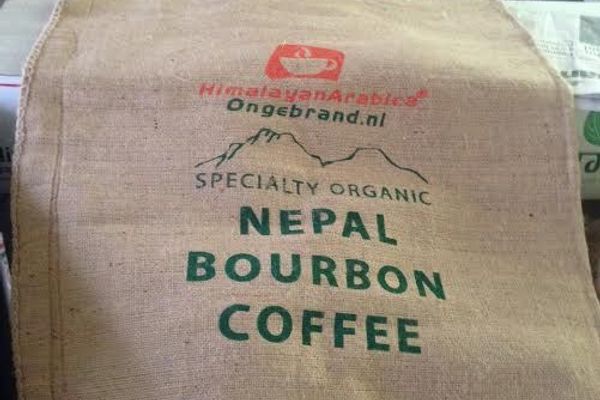 HimalayanArabica®
Ongebrand.nl
SPECIALTY ORGANIC
NEPAL
BOURBON
COFFEE